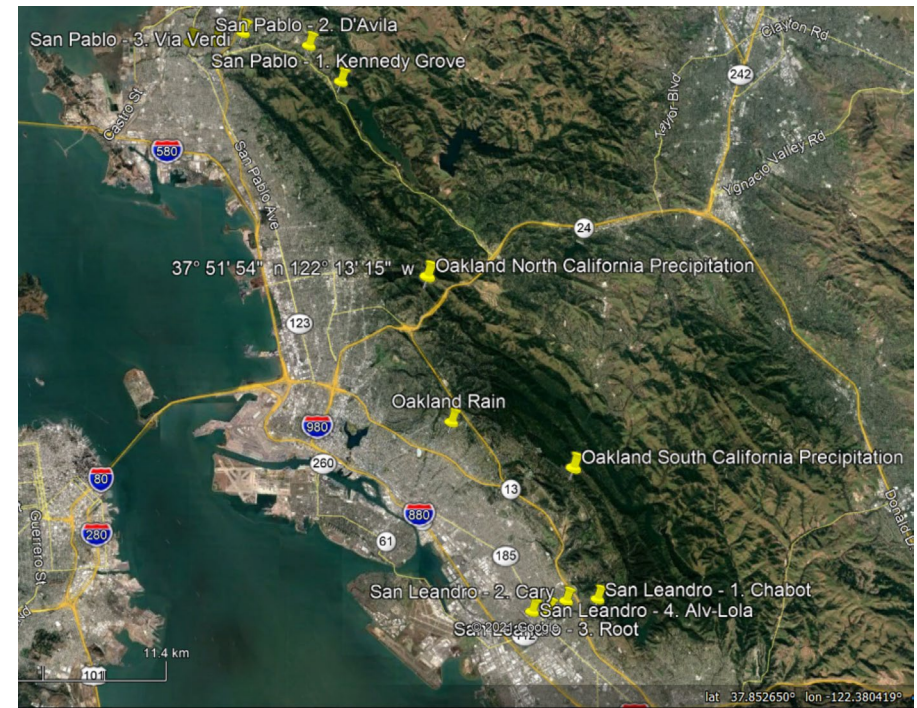 San Pablo - 2. D'Avila
San Pablo - 3. Via Verdi
San Pablo - 1. Kennedy Grove
Clayton Rd
242
Castro St
Taylor Blvd
580
San Pablo Ave
Ygnacio Valley Rd
24
37° 51' 54" n 122° 13' 15" w
Oakland North California Precipitation
123
Oakland Rain
980
Oakland South California Precipitation
260
80
13
880
Guerrero St
280
61
185
Donald D
San Leandro - 2. Cary
San Leandro - 1. Chabot
San Leandro - 4. Alv-Lola
San Leandro - 3. Root
© 2021 Google
11.4 km
101
lat 37.852650° lon -122.380419°